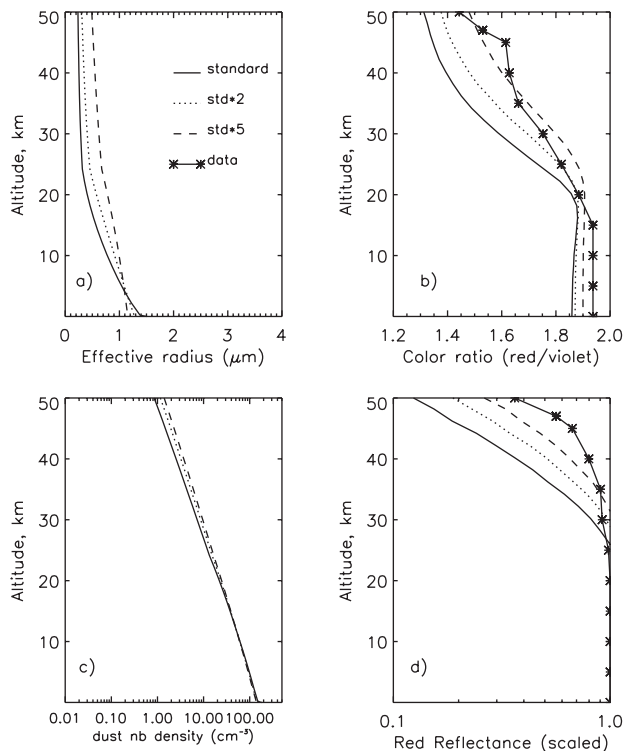 50
40
30
20
10
Altitude, km
standard
std*2
std*5
data
a)
0 1 2 3 4
Effective radius (μm)
50
40
30
20
10
Altitude, km
b)
1.2 1.4 1.6 1.8 2.0
Color ratio (red/violet)
50
40
30
20
10
Altitude, km
c)
0.01 0.10 1.00 10.00 100.00
dust nb density (cm⁻³)
50
40
30
20
10
Altitude, km
d)
0.1 1.0
Red Reflectance (scaled)